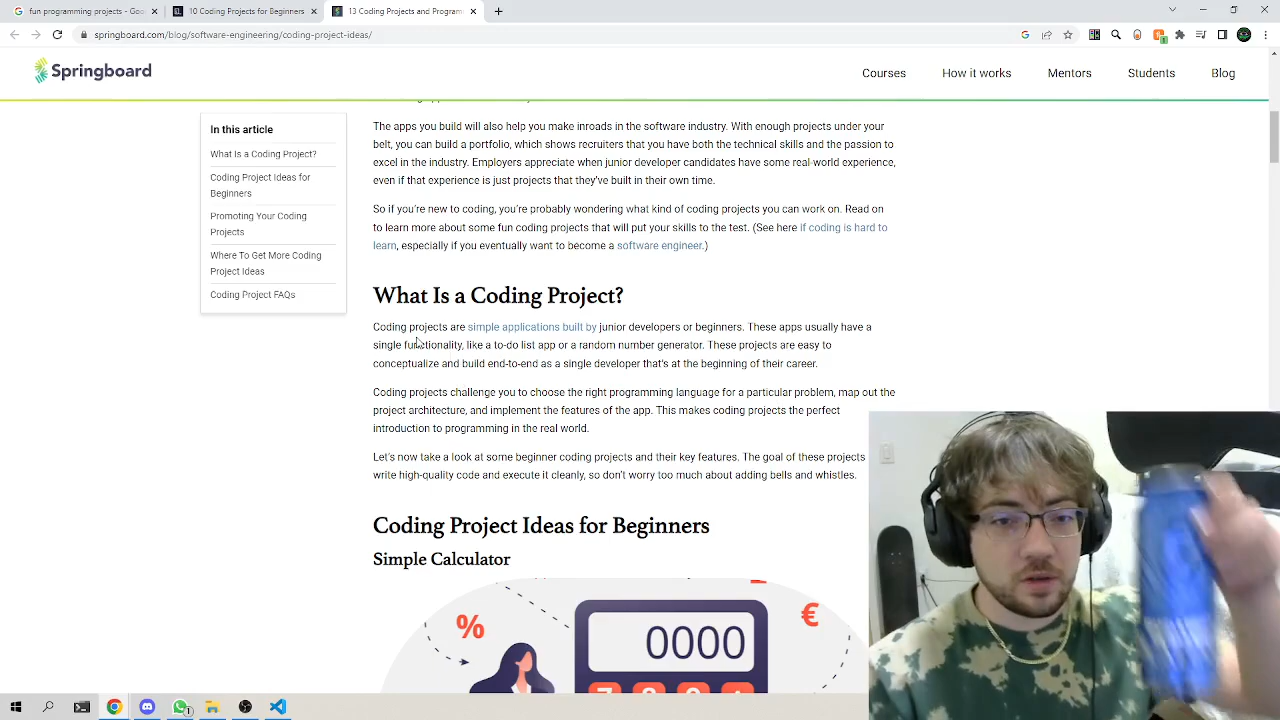 fun programming projects - Goo
10 Coding Projects for Beginners
13 Coding Projects and Program
springboard.com/blog/software-engineering/coding-project-ideas/
Springboard
Courses
How it works
Mentors
Students
Blog
In this article
What Is a Coding Project?
Coding Project Ideas for
Beginners
Promoting Your Coding
Projects
Where To Get More Coding
Project Ideas
Coding Project FAQs
The apps you build will also help you make inroads in the software industry. With enough projects under your
belt, you can build a portfolio, which shows recruiters that you have both the technical skills and the passion to
excel in the industry. Employers appreciate when junior developer candidates have some real-world experience,
even if that experience is just projects that they've built in their own time.
So if you're new to coding, you're probably wondering what kind of coding projects you can work on. Read on
to learn more about some fun coding projects that will put your skills to the test. (See here if coding is hard to
learn, especially if you eventually want to become a software engineer.)
What Is a Coding Project?
Coding projects are simple applications built by junior developers or beginners. These apps usually have a
single functionality, like a to-do list app or a random number generator. These projects are easy to
conceptualize and build end-to-end as a single developer that's at the beginning of their career.
Coding projects challenge you to choose the right programming language for a particular problem, map out the
project architecture, and implement the features of the app. This makes coding projects the perfect
introduction to programming in the real world.
Let's now take a look at some beginner coding projects and their key features. The goal of these projects
write high-quality code and execute it cleanly, so don't worry too much about adding bells and whistles.
Coding Project Ideas for Beginners
Simple Calculator
%
0000
€